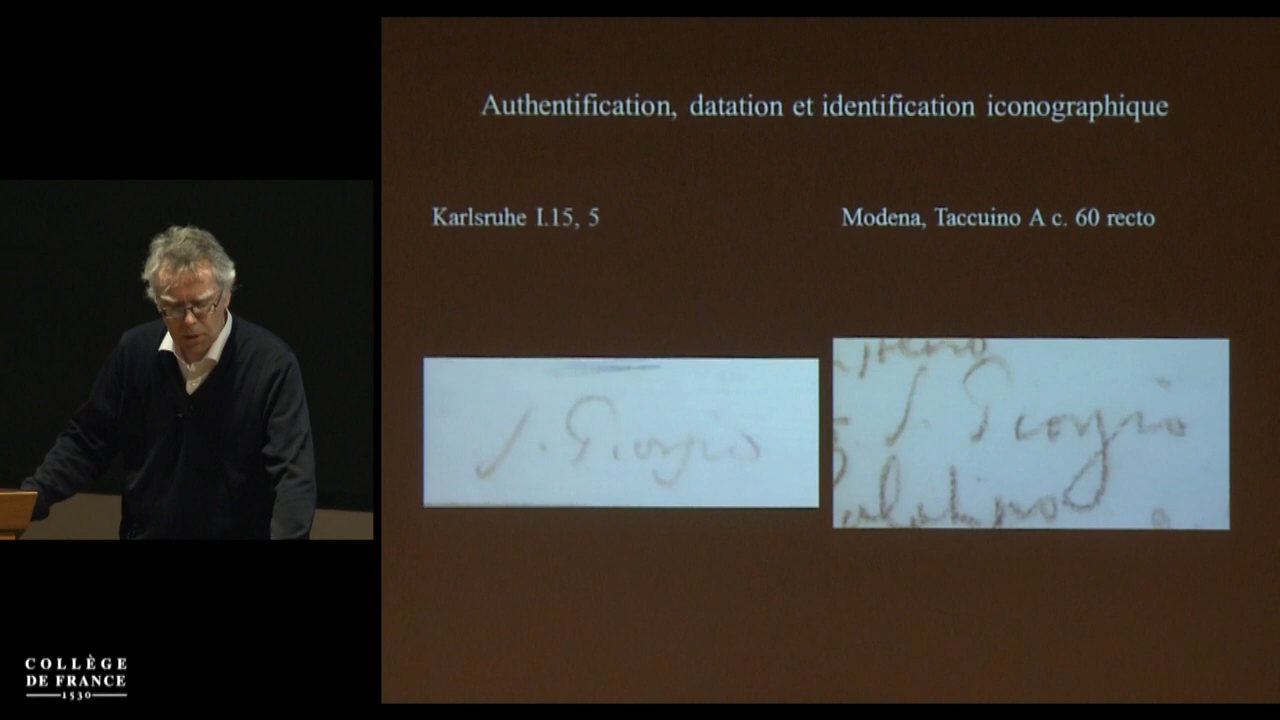 Authentification, datation et identification iconographique
Karlsruhe I.15, 5
Modena, Taccuino A c. 60 recto
S. Giorgio
S. Giorgio
COLLÈGE
DE FRANCE
1530